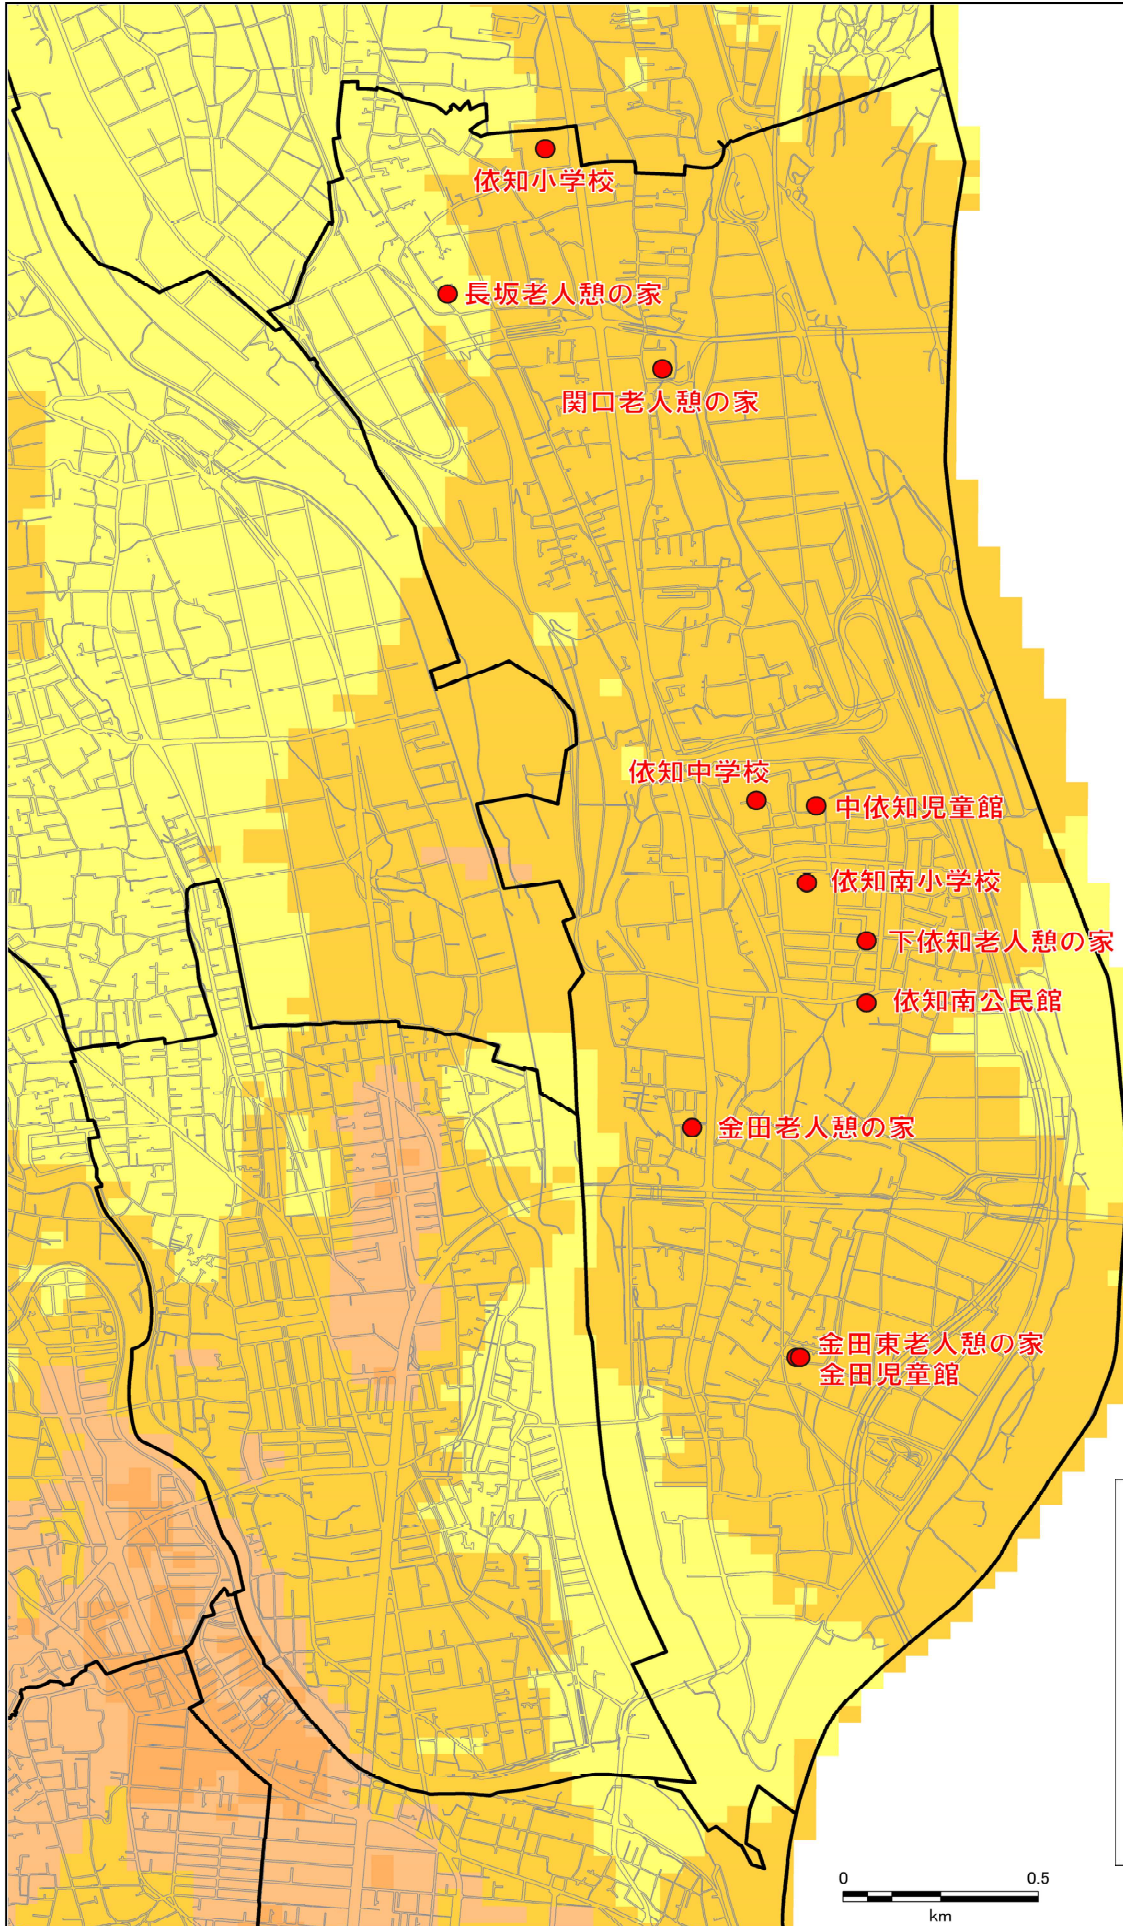 依知小学校
長坂老人憩の家
関口老人憩の家
依知中学校
中依知児童館
依知南小学校
下依知老人憩の家
依知南公民館
金田老人憩の家
金田東老人憩の家
金田児童館
0 0.5
km